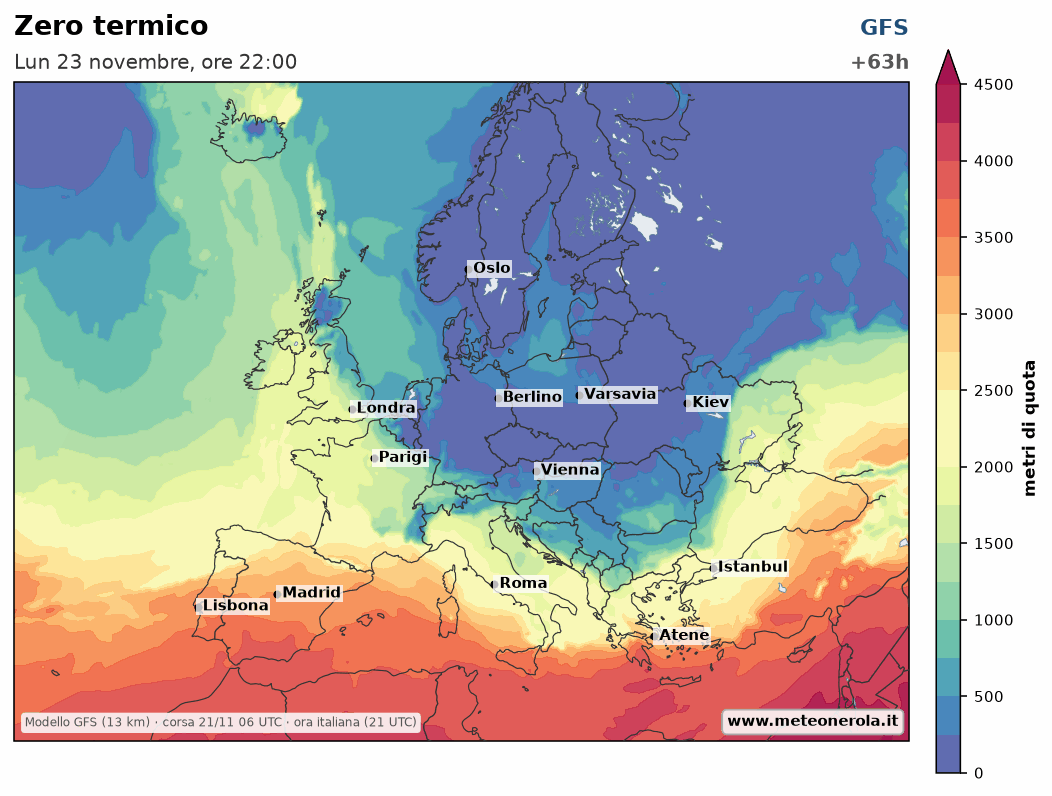 Zero termico
GFS
Lun 23 novembre, ore 22:00
+63h
Oslo
Berlino
Varsavia
Kiev
Londra
Parigi
Vienna
Istanbul
Roma
Madrid
Lisbona
Atene
Modello GFS (13 km) · corsa 21/11 06 UTC · ora italiana (21 UTC)
www.meteonerola.it
4500
4000
3500
3000
2500
2000
1500
1000
500
0
metri di quota